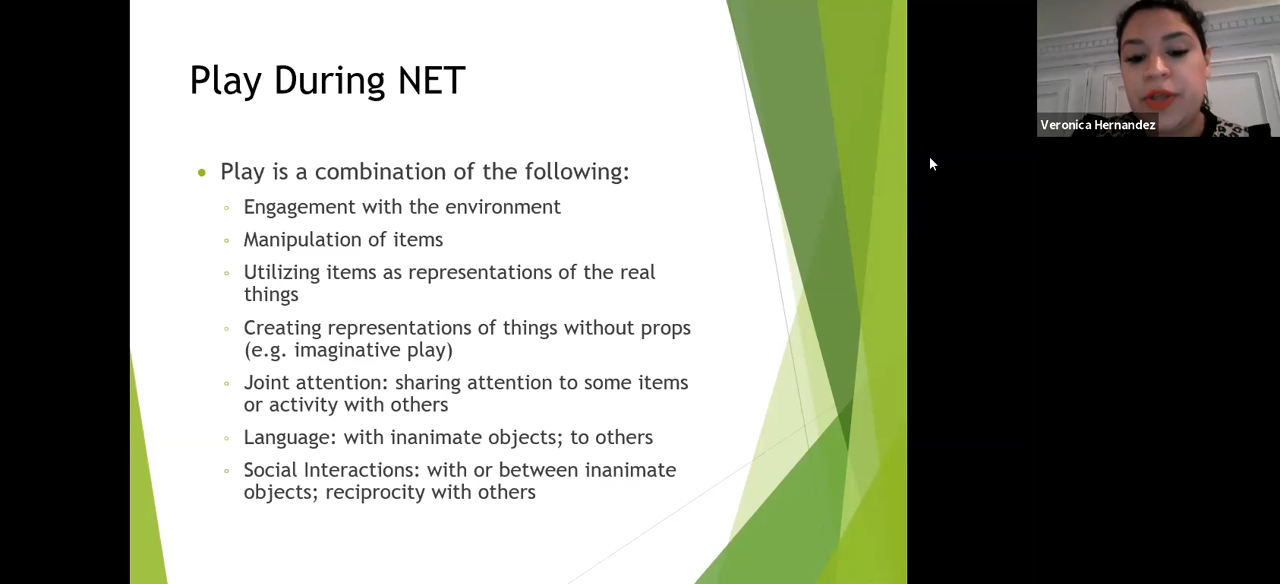 Play During NET
Play is a combination of the following:
Engagement with the environment
Manipulation of items
Utilizing items as representations of the real
things
Creating representations of things without props
(e.g. imaginative play)
Joint attention: sharing attention to some items
or activity with others
Language: with inanimate objects; to others
Social Interactions: with or between inanimate
objects; reciprocity with others
Veronica Hernandez